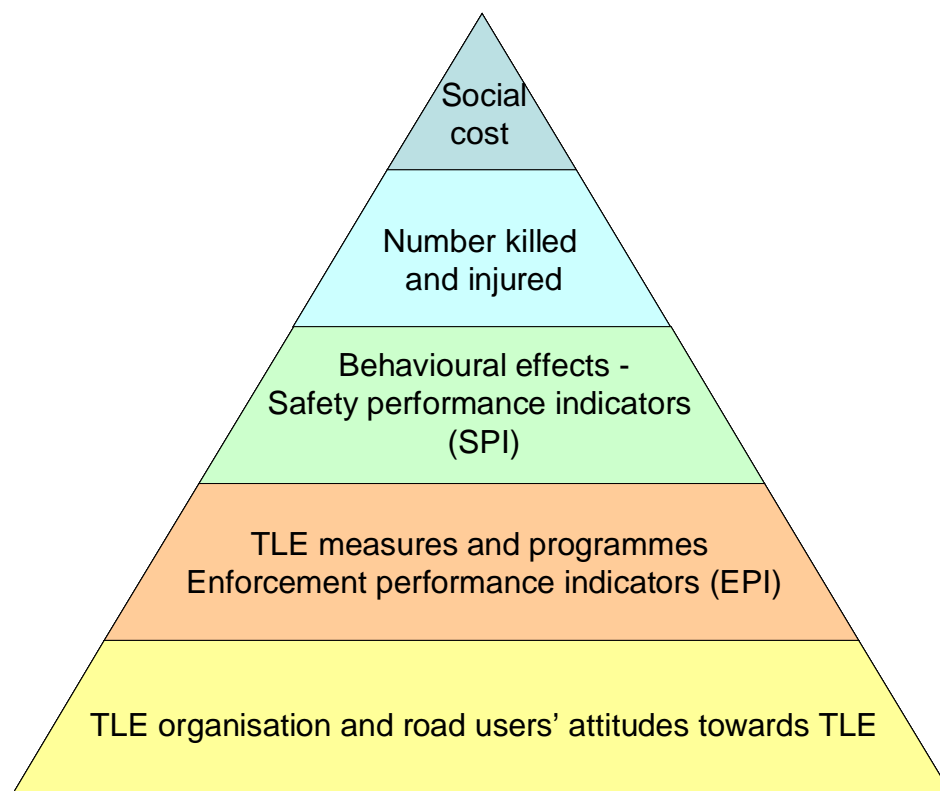 Social
cost
Number killed
and injured
Behavioural effects -
Safety performance indicators
(SPI)
TLE measures and programmes
Enforcement performance indicators (EPI)
TLE organisation and road users’ attitudes towards TLE